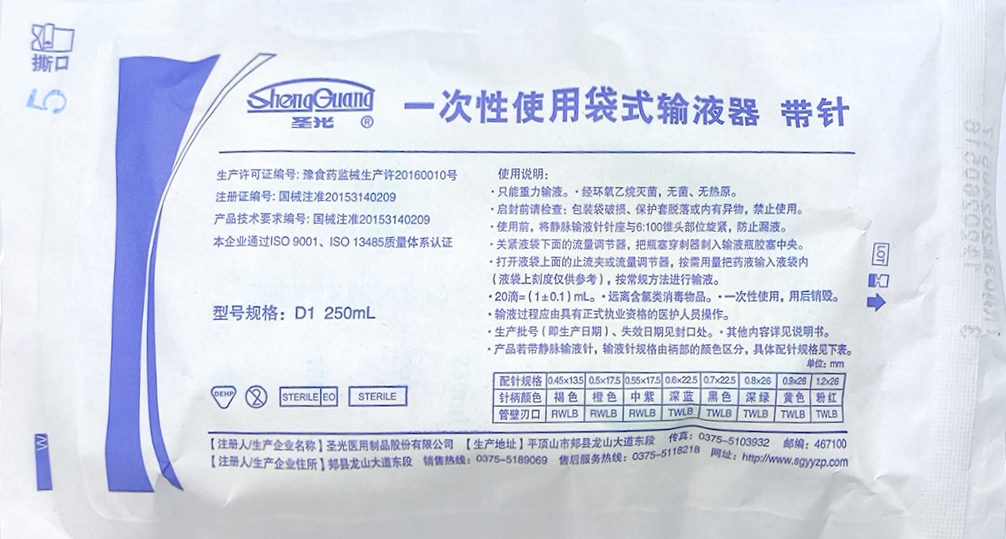 撕口
5
ShengGuang
圣光 ®
一次性使用袋式输液器 带针
生产许可证编号: 豫食药监械生产许20160010号
注册证编号: 国械注准20153140209
产品技术要求编号: 国械注准20153140209
本企业通过ISO 9001、ISO 13485质量体系认证
型号规格: D1 250mL
使用说明:
·只能重力输液。·经环氧乙烷灭菌,无菌、无热原。
·启封前请检查: 包装袋破损、保护套脱落或内有异物,禁止使用。
·使用前,将静脉输液针针座与6:100锥头部位旋紧,防止漏液。
·关紧液袋下面的流量调节器,把瓶塞穿刺器刺入输液瓶胶塞中央。
·打开液袋上面的止流夹或流量调节器,按需用量把药液输入液袋内
(液袋上刻度仅供参考),按常规方法进行输液。
·20滴=(1±0.1)mL。·远离含氯类消毒物品。·一次性使用,用后销毁。
·输液过程应由具有正式执业资格的医护人员操作。
·生产批号(即生产日期)、失效日期见封口处。·其他内容详见说明书。
·产品若带静脉输液针,输液针规格由柄部的颜色区分,具体配针规格见下表。
单位: mm
配针规格 0.45×13.5 0.5×17.5 0.55×17.5 0.6×22.5 0.7×22.5 0.8×26 0.9×26 1.2×26
针柄颜色 褐色 橙色 中紫 深蓝 黑色 深绿 黄色 粉红
管壁刃口 RWLB RWLB RWLB TWLB TWLB TWLB TWLB TWLB
DEHP 2 STERILE EO STERILE
【注册人/生产企业名称】圣光医用制品股份有限公司 【生产地址】平顶山市郏县龙山大道东段 传真: 0375-5103932 邮编: 467100
【注册人/生产企业住所】郏县龙山大道东段 销售热线: 0375-5189069 售后服务热线: 0375-5118218 网址: http://www.sgyyzp.com
LOT